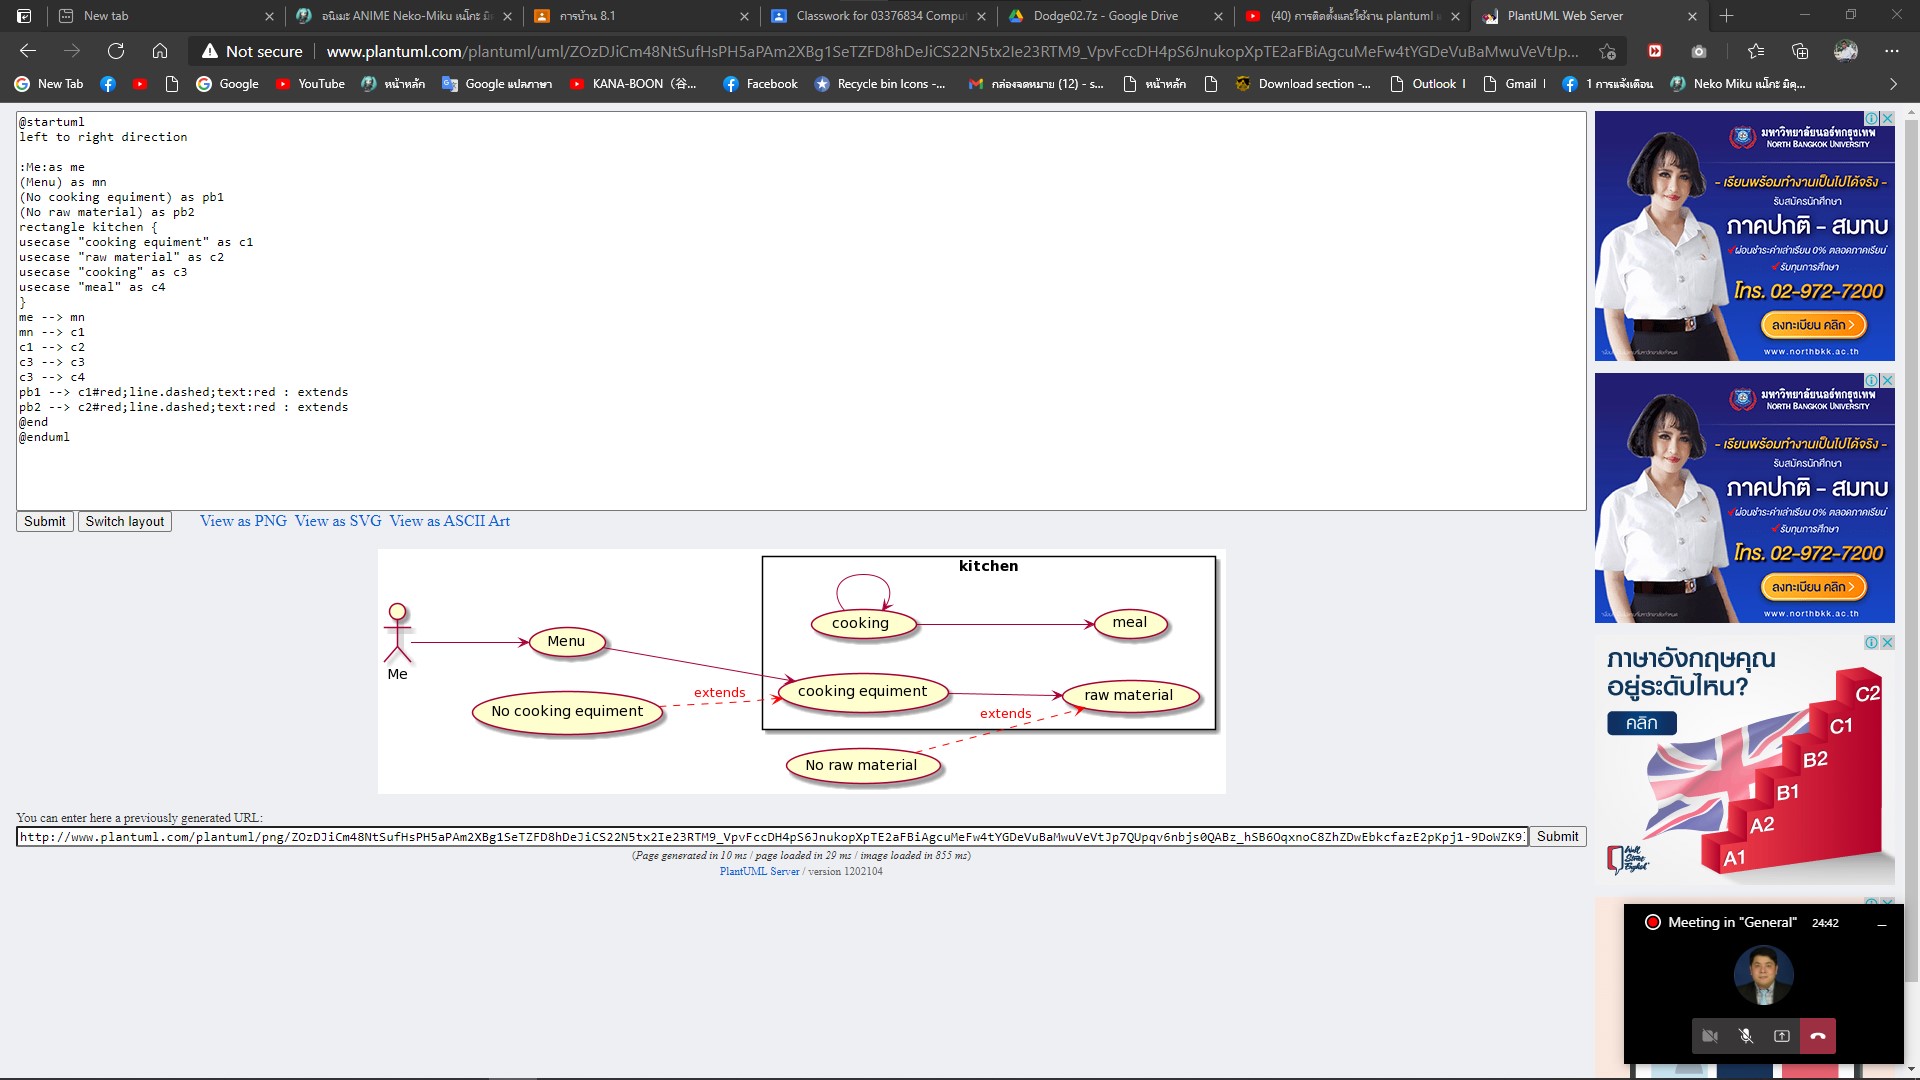 New tab
อนิเมะ ANIME Neko-Miku เนโกะ มิ
การบ้าน 8.1
Classwork for 03376834 Compu
Dodge02.7z - Google Drive
(40) การติดตั้งและใช้งาน plantuml แ
PlantUML Web Server
Not secure
www.plantuml.com/plantuml/uml/ZOzDJiCm48NtSufHsPH5aPAm2XBg1SeTZFD8hDeJiCS22N5tx2Ie23RTM9_VpvFccDH4pS6JnukopXpTE2aFBiAgcuMeFw4tYGDeVuBaMwuVeVtJp...
New Tab
Google
YouTube
หน้าหลัก
Google แปลภาษา
KANA-BOON（谷...
Facebook
Recycle bin Icons -...
กล่องจดหมาย (12) - s...
หน้าหลัก
Download section -...
Outlook
Gmail
1 การแจ้งเตือน
Neko Miku เนโกะ มิคุ...
@startuml
left to right direction
:Me:as me
(Menu) as mn
(No cooking equiment) as pb1
(No raw material) as pb2
rectangle kitchen {
usecase "cooking equiment" as c1
usecase "raw material" as c2
usecase "cooking" as c3
usecase "meal" as c4
}
me --> mn
mn --> c1
c1 --> c2
c3 --> c3
c3 --> c4
pb1 --> c1#red;line.dashed;text:red : extends
pb2 --> c2#red;line.dashed;text:red : extends
@end
@enduml
Submit
Switch layout
View as PNG
View as SVG
View as ASCII Art
kitchen
cooking
meal
Me
Menu
cooking equiment
raw material
extends
No cooking equiment
extends
No raw material
You can enter here a previously generated URL:
http://www.plantuml.com/plantuml/png/ZOzDJiCm48NtSufHsPH5aPAm2XBg1SeTZFD8hDeJiCS22N5tx2Ie23RTM9_VpvFccDH4pS6JnukopXpTE2aFBiAgcuMeFw4tYGDeVuBaMwuVeVtJp7QUpqv6nbjs0QABz_hSB6OqxnoC8ZhZDwEbkcfazE2pKpj1-9DoWZK9
Submit
(Page generated in 10 ms / page loaded in 29 ms / image loaded in 855 ms)
PlantUML Server / version 1202104
มหาวิทยาลัยนอร์ทกรุงเทพ
NORTH BANGKOK UNIVERSITY
- เรียนพร้อมทำงานเป็นไปได้จริง -
รับสมัครนักศึกษา
ภาคปกติ - สมทบ
ผ่อนชำระค่าเล่าเรียน 0% ตลอดภาคเรียน
รับทุนการศึกษา
โทร. 02-972-7200
ลงทะเบียน คลิก >
www.northbkk.ac.th
มหาวิทยาลัยนอร์ทกรุงเทพ
NORTH BANGKOK UNIVERSITY
- เรียนพร้อมทำงานเป็นไปได้จริง -
รับสมัครนักศึกษา
ภาคปกติ - สมทบ
ผ่อนชำระค่าเล่าเรียน 0% ตลอดภาคเรียน
รับทุนการศึกษา
โทร. 02-972-7200
ลงทะเบียน คลิก >
www.northbkk.ac.th
ภาษาอังกฤษคุณ
อยู่ระดับไหน?
คลิก
C2
C1
B2
B1
A2
A1
Wall Street English
Meeting in "General"
24:42